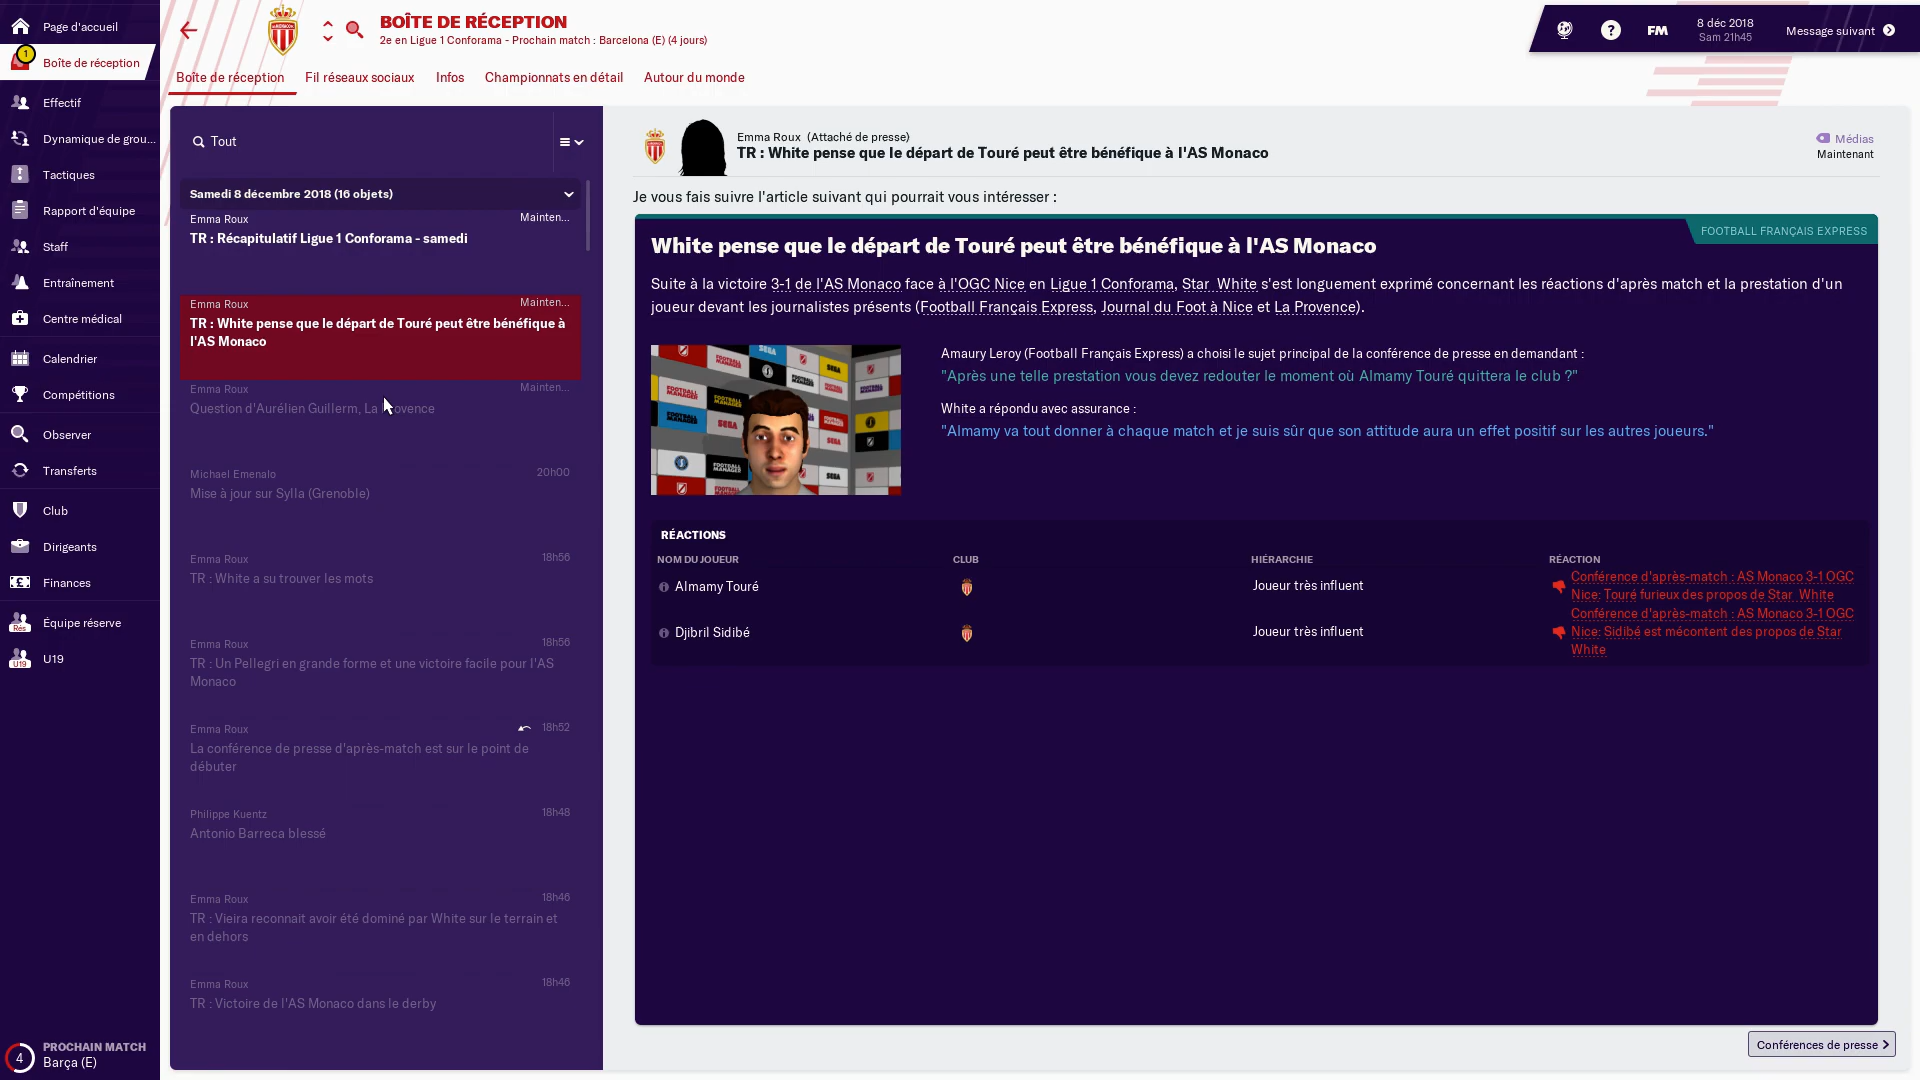 Page d'accueil
1
Boîte de réception
Effectif
Dynamique de grou...
Tactiques
Rapport d'équipe
Staff
Entraînement
Centre médical
Calendrier
Compétitions
Observer
Transferts
Club
Dirigeants
Finances
Rés
Équipe réserve
U19
U19
4
PROCHAIN MATCH
Barça (E)
BOÎTE DE RÉCEPTION
2e en Ligue 1 Conforama - Prochain match : Barcelona (E) (4 jours)
?
FM
8 déc 2018
Sam 21h45
Message suivant
Boîte de réception
Fil réseaux sociaux
Infos
Championnats en détail
Autour du monde
Tout
Samedi 8 décembre 2018 (16 objets)
Emma Roux
Mainten...
TR : Récapitulatif Ligue 1 Conforama - samedi
Emma Roux
Mainten...
TR : White pense que le départ de Touré peut être bénéfique à
l'AS Monaco
Emma Roux
Mainten...
Question d'Aurélien Guillerm, La Provence
Michael Emenalo
20h00
Mise à jour sur Sylla (Grenoble)
Emma Roux
18h56
TR : White a su trouver les mots
Emma Roux
18h56
TR : Un Pellegri en grande forme et une victoire facile pour l'AS
Monaco
Emma Roux
18h52
La conférence de presse d'après-match est sur le point de
débuter
Philippe Kuentz
18h48
Antonio Barreca blessé
Emma Roux
18h46
TR : Vieira reconnait avoir été dominé par White sur le terrain et
en dehors
Emma Roux
18h46
TR : Victoire de l'AS Monaco dans le derby
Emma Roux (Attaché de presse)
TR : White pense que le départ de Touré peut être bénéfique à l'AS Monaco
Médias
Maintenant
Je vous fais suivre l'article suivant qui pourrait vous intéresser :
FOOTBALL FRANÇAIS EXPRESS
White pense que le départ de Touré peut être bénéfique à l'AS Monaco
Suite à la victoire 3-1 de l'AS Monaco face à l'OGC Nice en Ligue 1 Conforama, Star White s'est longuement exprimé concernant les réactions d'après match et la prestation d'un
joueur devant les journalistes présents (Football Français Express, Journal du Foot à Nice et La Provence).
Amaury Leroy (Football Français Express) a choisi le sujet principal de la conférence de presse en demandant :
"Après une telle prestation vous devez redouter le moment où Almamy Touré quittera le club ?"
White a répondu avec assurance :
"Almamy va tout donner à chaque match et je suis sûr que son attitude aura un effet positif sur les autres joueurs."
FOOTBALL MANAGER
SEGA
RÉACTIONS
NOM DU JOUEUR
CLUB
HIÉRARCHIE
RÉACTION
Almamy Touré
Joueur très influent
Conférence d'après-match : AS Monaco 3-1 OGC
Nice: Touré furieux des propos de Star White
Djibril Sidibé
Joueur très influent
Conférence d'après-match : AS Monaco 3-1 OGC
Nice: Sidibé est mécontent des propos de Star
White
Conférences de presse